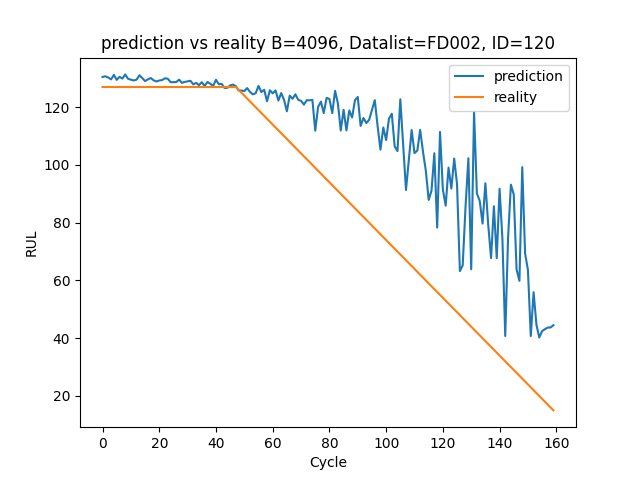 prediction vs reality B=4096, Datalist=FD002, ID=120
prediction
reality
120
100
80
60
40
20
RUL
0 20 40 60 80 100 120 140 160
Cycle